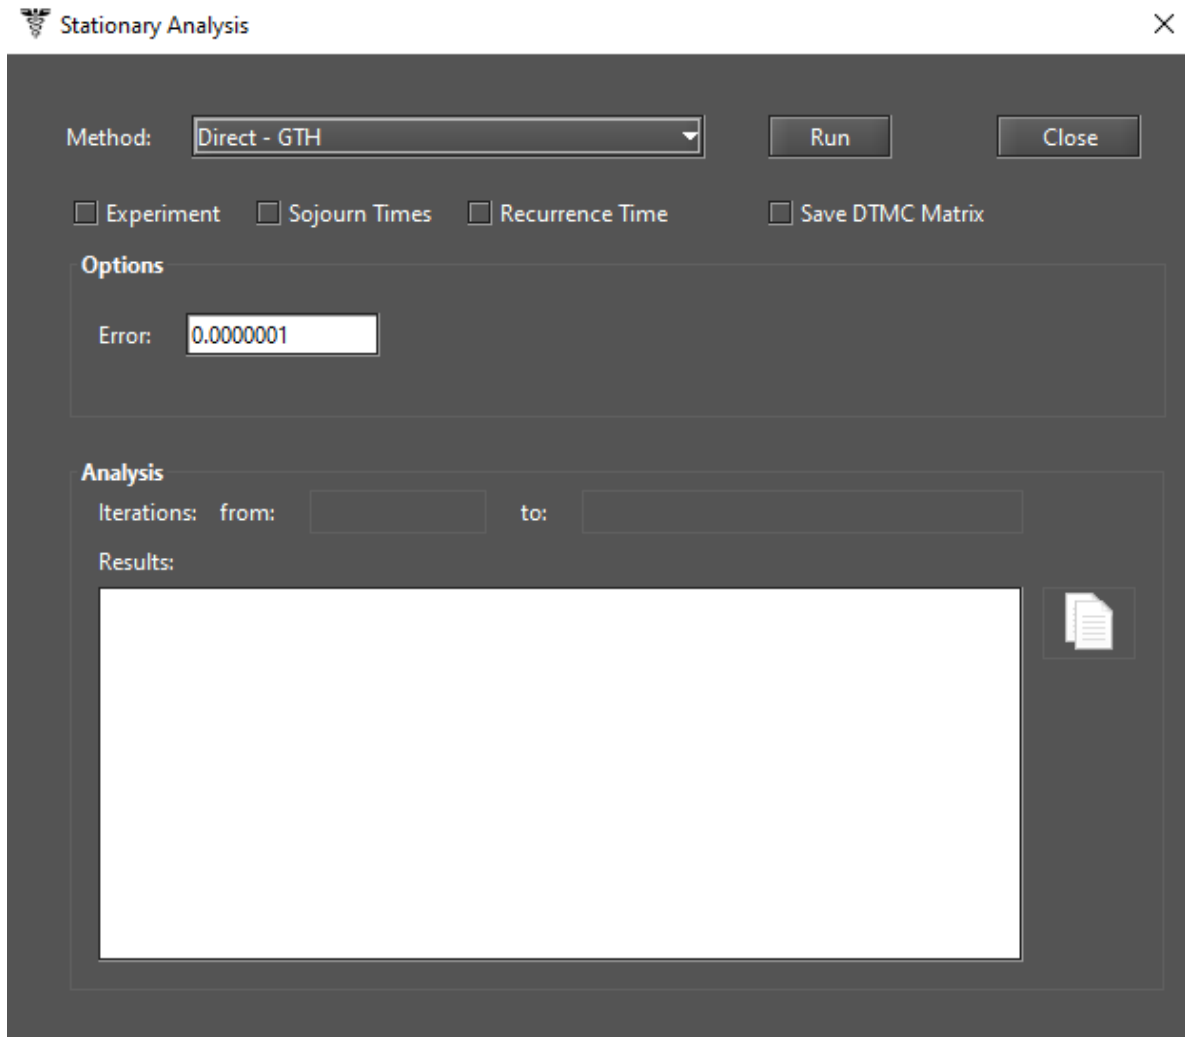 Stationary Analysis
Method: Direct - GTH Run Close
Experiment Sojourn Times Recurrence Time Save DTMC Matrix
Options
Error: 0.0000001
Analysis
Iterations: from: to:
Results: